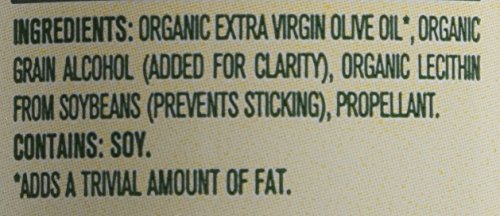 INGREDIENTS: ORGANIC EXTRA VIRGIN OLIVE OIL*, ORGANIC
GRAIN ALCOHOL (ADDED FOR CLARITY), ORGANIC LECITHIN
FROM SOYBEANS (PREVENTS STICKING), PROPELLANT.
CONTAINS: SOY.
*ADDS A TRIVIAL AMOUNT OF FAT.